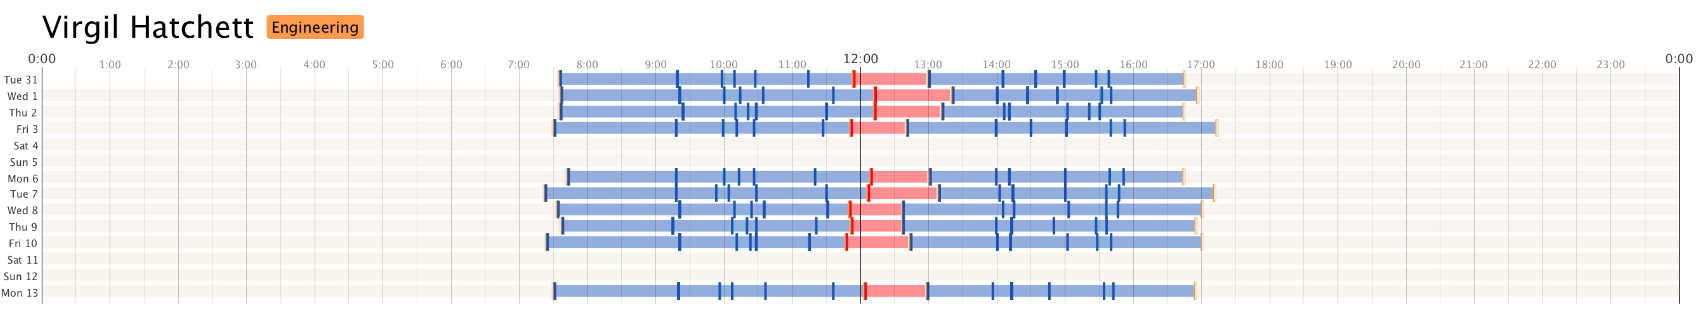 Virgil Hatchett Engineering
0:00 1:00 2:00 3:00 4:00 5:00 6:00 7:00 8:00 9:00 10:00 11:00 12:00 13:00 14:00 15:00 16:00 17:00 18:00 19:00 20:00 21:00 22:00 23:00 0:00
Tue 31
Wed 1
Thu 2
Fri 3
Sat 4
Sun 5
Mon 6
Tue 7
Wed 8
Thu 9
Fri 10
Sat 11
Sun 12
Mon 13